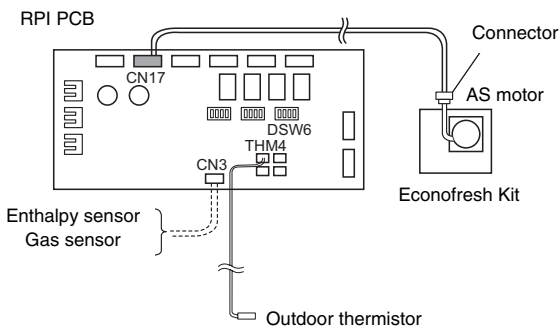 RPI PCB
Connector
CN17
AS motor
DSW6
THM4
CN3
Econofresh Kit
Enthalpy sensor
Gas sensor
Outdoor thermistor